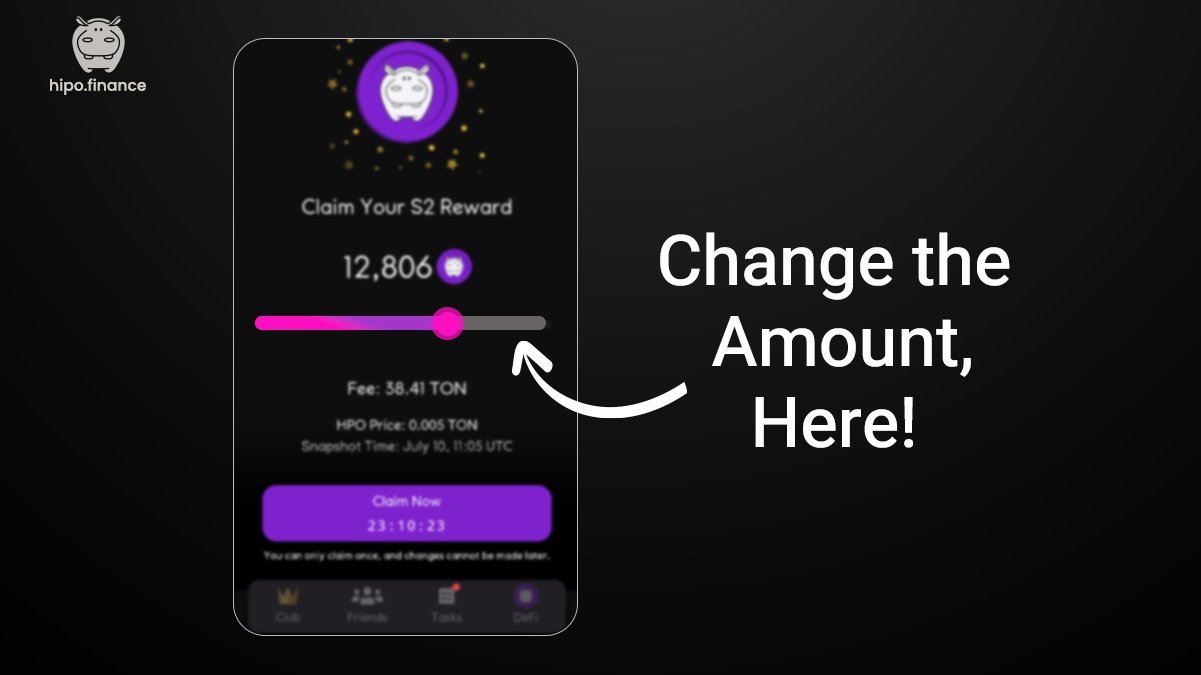 hipo.finance
Claim Your S2 Reward
12,806
Fee: 38.41 TON
HPO Price: 0.005 TON
Snapshot Time: July 10, 11:05 UTC
Claim Now
23:10:23
You can only claim once, and changes cannot be made later.
Club Friends Tasks DeFi
Change the
Amount,
Here!